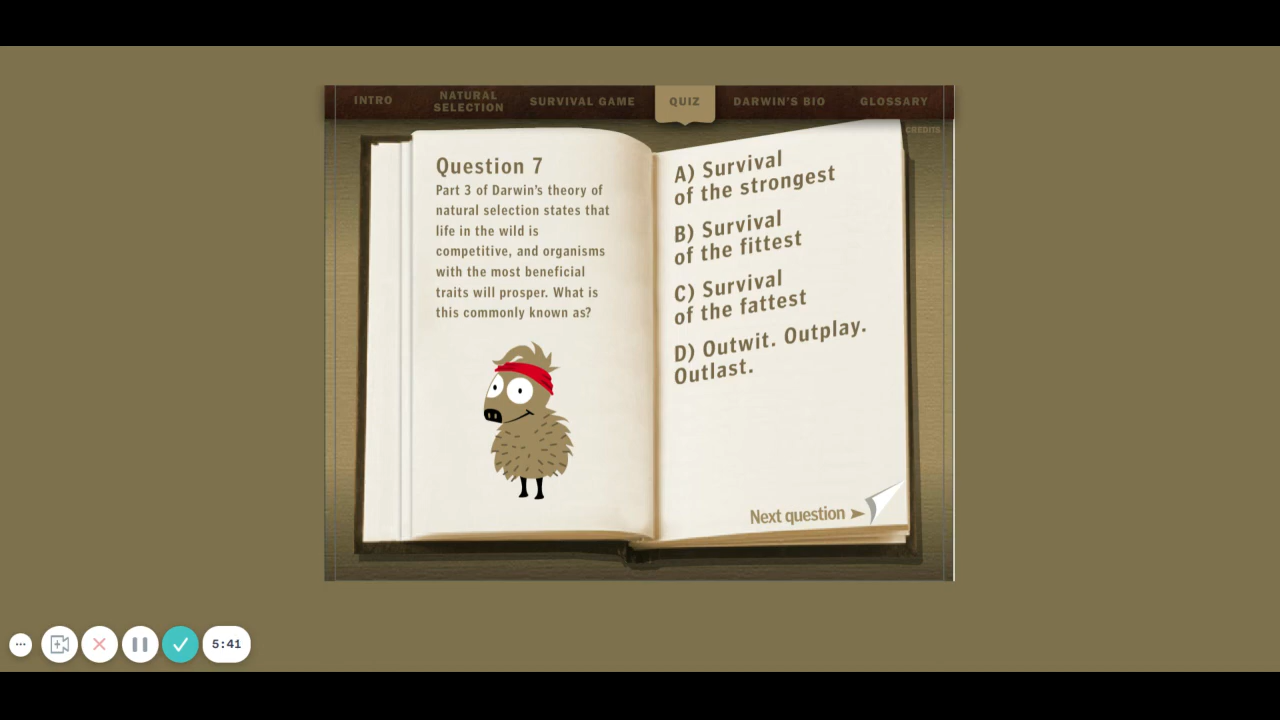 INTRO
NATURAL
SELECTION
SURVIVAL GAME
QUIZ
DARWIN'S BIO
GLOSSARY
CREDITS
Question 7
Part 3 of Darwin's theory of
natural selection states that
life in the wild is
competitive, and organisms
with the most beneficial
traits will prosper. What is
this commonly known as?
A) Survival
of the strongest
B) Survival
of the fittest
C) Survival
of the fattest
D) Outwit. Outplay.
Outlast.
Next question
5:41